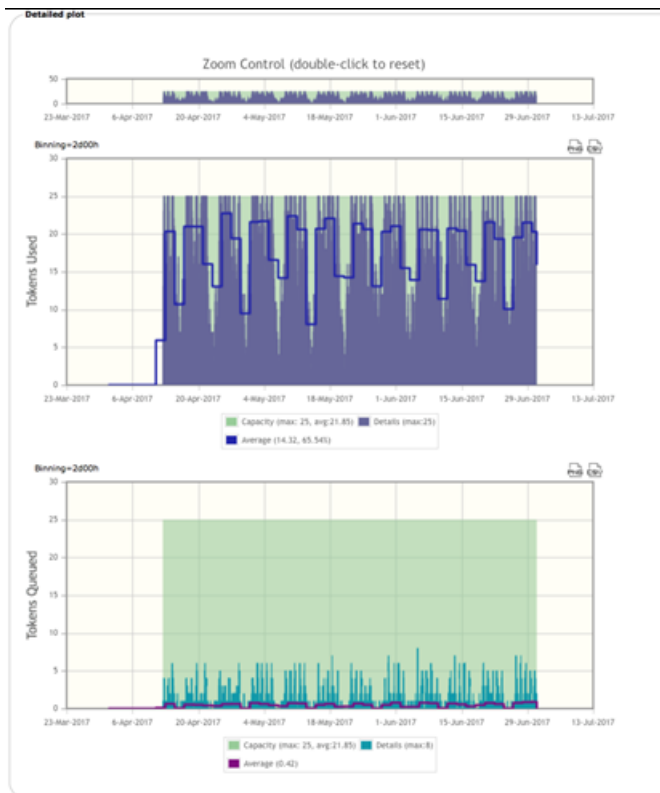 Detailed plot
Zoom Control (double-click to reset)
50
0
23-Mar-2017 6-Apr-2017 20-Apr-2017 4-May-2017 18-May-2017 1-Jun-2017 15-Jun-2017 29-Jun-2017 13-Jul-2017
Binning=2d00h
PNG CSV
30
25
20
15
10
5
0
Tokens Used
23-Mar-2017 6-Apr-2017 20-Apr-2017 4-May-2017 18-May-2017 1-Jun-2017 15-Jun-2017 29-Jun-2017 13-Jul-2017
Capacity (max: 25, avg:21.85) Details (max:25)
Average (14.32, 65.54%)
Binning=2d00h
PNG CSV
30
25
20
15
10
5
0
Tokens Queued
23-Mar-2017 6-Apr-2017 20-Apr-2017 4-May-2017 18-May-2017 1-Jun-2017 15-Jun-2017 29-Jun-2017 13-Jul-2017
Capacity (max: 25, avg:21.85) Details (max:8)
Average (0.42)